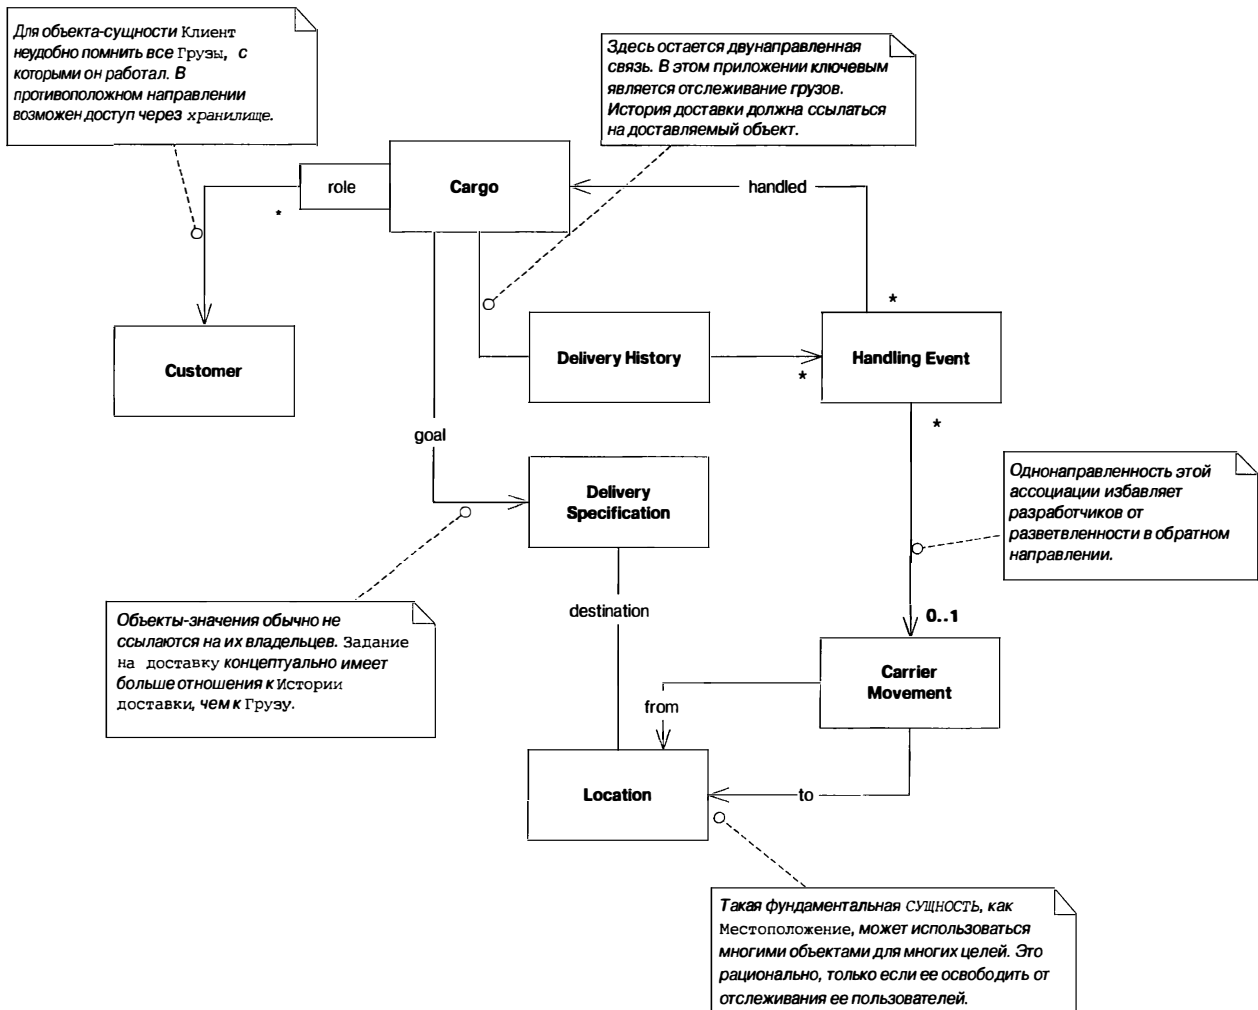 Для объекта-сущности Клиент
неудобно помнить все Грузы, с
которыми он работал. В
противоположном направлении
возможен доступ через хранилище.
Здесь остается двунаправленная
связь. В этом приложении ключевым
является отслеживание грузов.
История доставки должна ссылаться
на доставляемый объект.
role
Cargo
handled
*
*
Customer
Delivery History
*
Handling Event
*
goal
Delivery
Specification
Однонаправленность этой
ассоциации избавляет
разработчиков от
разветвленности в обратном
направлении.
destination
0..1
Объекты-значения обычно не
ссылаются на их владельцев. Задание
на доставку концептуально имеет
больше отношения к Истории
доставки, чем к Грузу.
Carrier
Movement
from
Location
to
Такая фундаментальная СУЩНОСТЬ, как
Местоположение, может использоваться
многими объектами для многих целей. Это
рационально, только если ее освободить от
отслеживания ее пользователей.